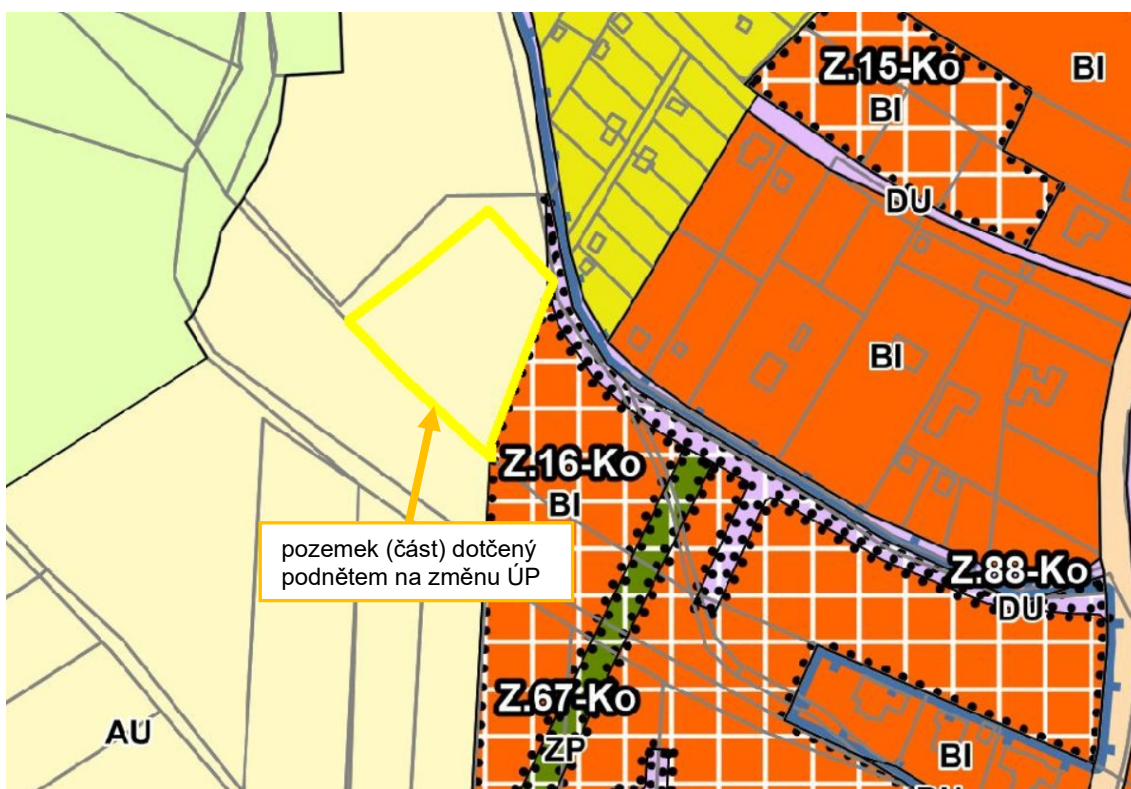 Z.15-Ko
BI
BI
DU
BI
Z.16-Ko
BI
pozemek (část) dotčený
podnětem na změnu ÚP
Z.88-Ko
DU
Z.67-Ko
ZP
AU
BI